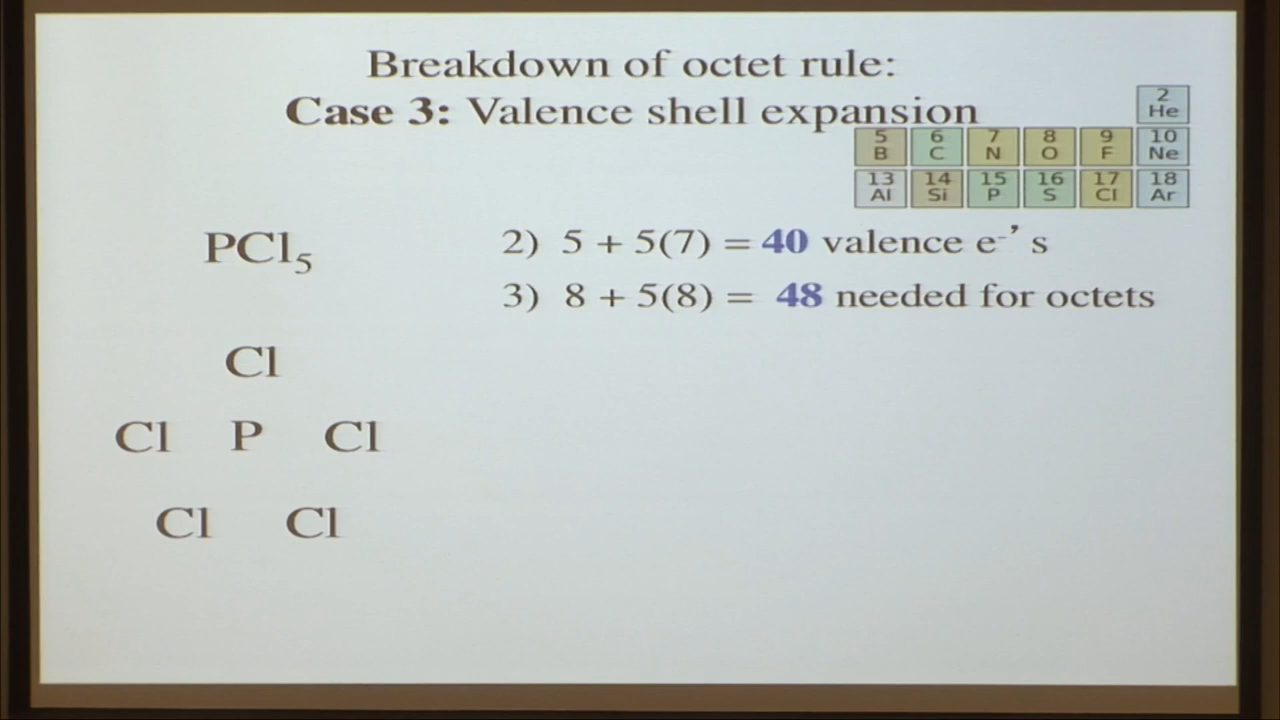 Breakdown of octet rule:
Case 3: Valence shell expansion
2
He
5 6 7 8 9 10
B C N O F Ne
13 14 15 16 17 18
Al Si P S Cl Ar
PCl₅
2) 5 + 5(7) = 40 valence e⁻’s
3) 8 + 5(8) = 48 needed for octets
Cl
Cl P Cl
Cl Cl